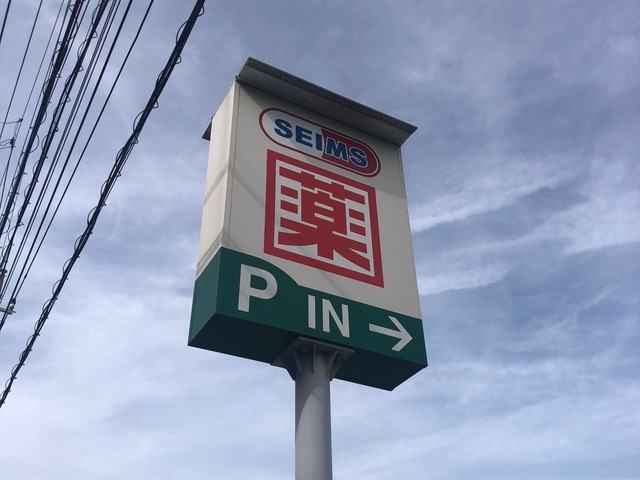 SEIMS
薬
P IN →